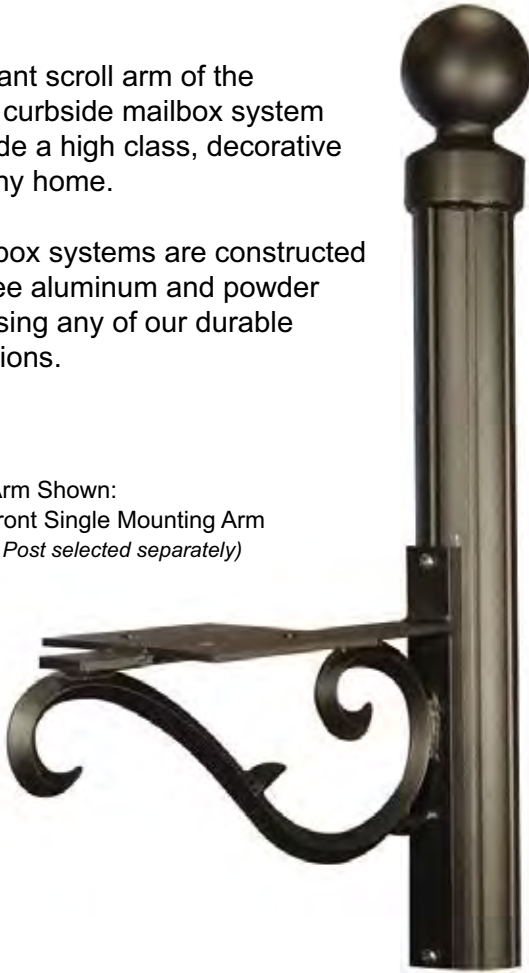 ant scroll arm of the
curbside mailbox system
de a high class, decorative
ny home.
box systems are constructed
ee aluminum and powder
sing any of our durable
ions.
Arm Shown:
ront Single Mounting Arm
Post selected separately)